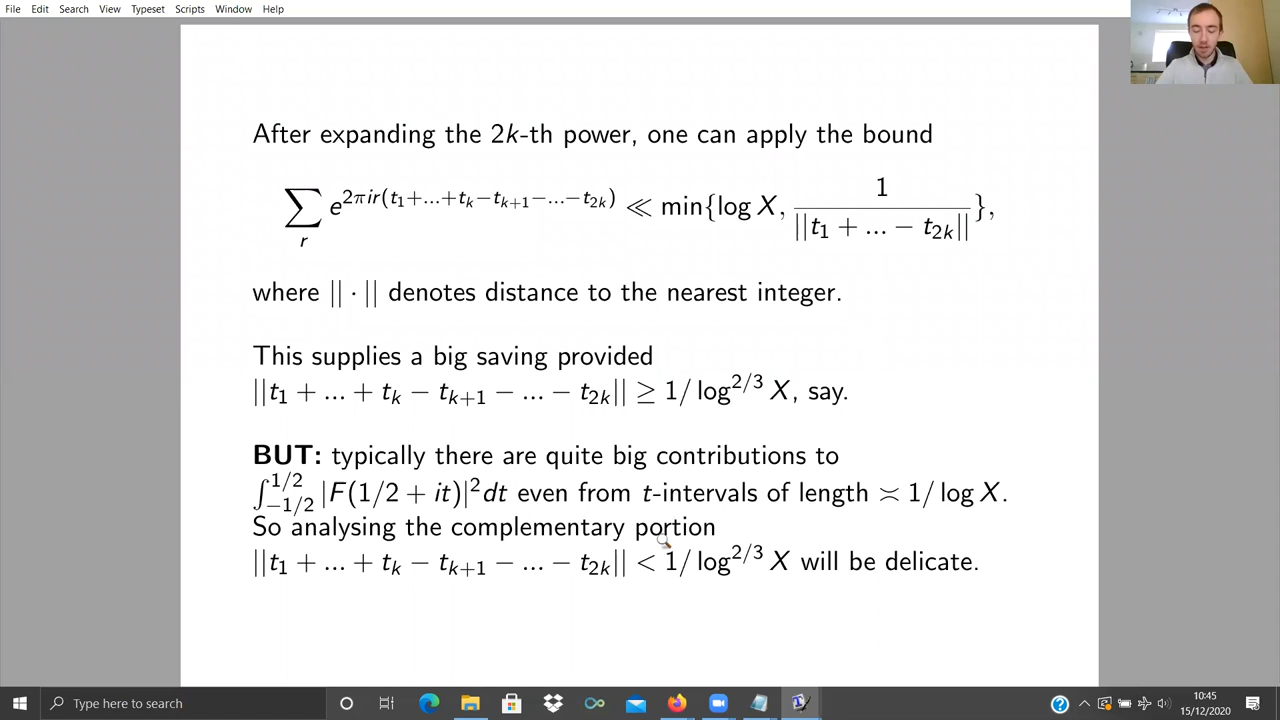 File Edit Search View Typeset Scripts Window Help
After expanding the 2k-th power, one can apply the bound
∑_r e^{2πir(t_1+...+t_k−t_{k+1}−...−t_{2k})} ≪ min{log X, 1/||t_1 + ... − t_{2k}||},
where || · || denotes distance to the nearest integer.
This supplies a big saving provided
||t_1 + ... + t_k − t_{k+1} − ... − t_{2k}|| ≥ 1/ log^{2/3} X, say.
BUT: typically there are quite big contributions to
∫_{−1/2}^{1/2} |F(1/2 + it)|^2 dt even from t-intervals of length ≍ 1/ log X.
So analysing the complementary portion
||t_1 + ... + t_k − t_{k+1} − ... − t_{2k}|| < 1/ log^{2/3} X will be delicate.
Type here to search
10:45
15/12/2020